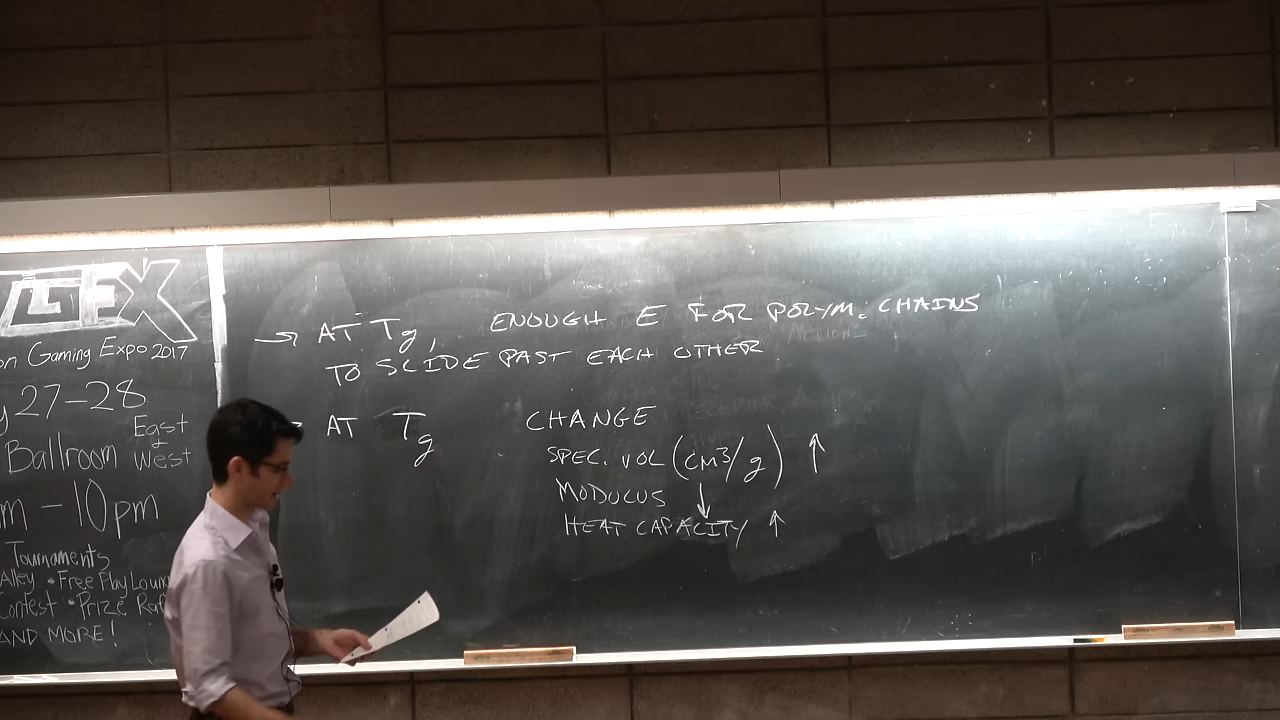 GEX
on Gaming Expo 2017
y 27-28
East
&
West
Ballroom
m - 10pm
Tournaments
Alley • Free Play Loun
Contest • Prize Raf
AND MORE!
→ AT Tg, ENOUGH E FOR POLYM. CHAINS
TO SLIDE PAST EACH OTHER
AT Tg CHANGE
SPEC. VOL (cm³/g) ↑
MODULUS ↓
HEAT CAPACITY ↑